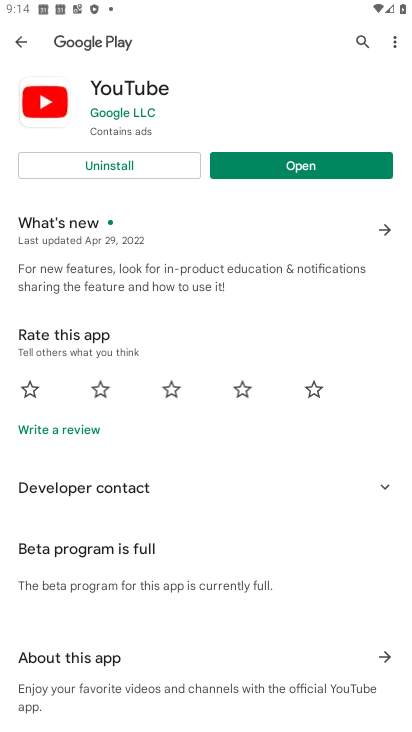 9:14
Google Play
YouTube
Google LLC
Contains ads
Uninstall
Open
What's new
Last updated Apr 29, 2022
For new features, look for in-product education & notifications
sharing the feature and how to use it!
Rate this app
Tell others what you think
Write a review
Developer contact
Beta program is full
The beta program for this app is currently full.
About this app
Enjoy your favorite videos and channels with the official YouTube
app.